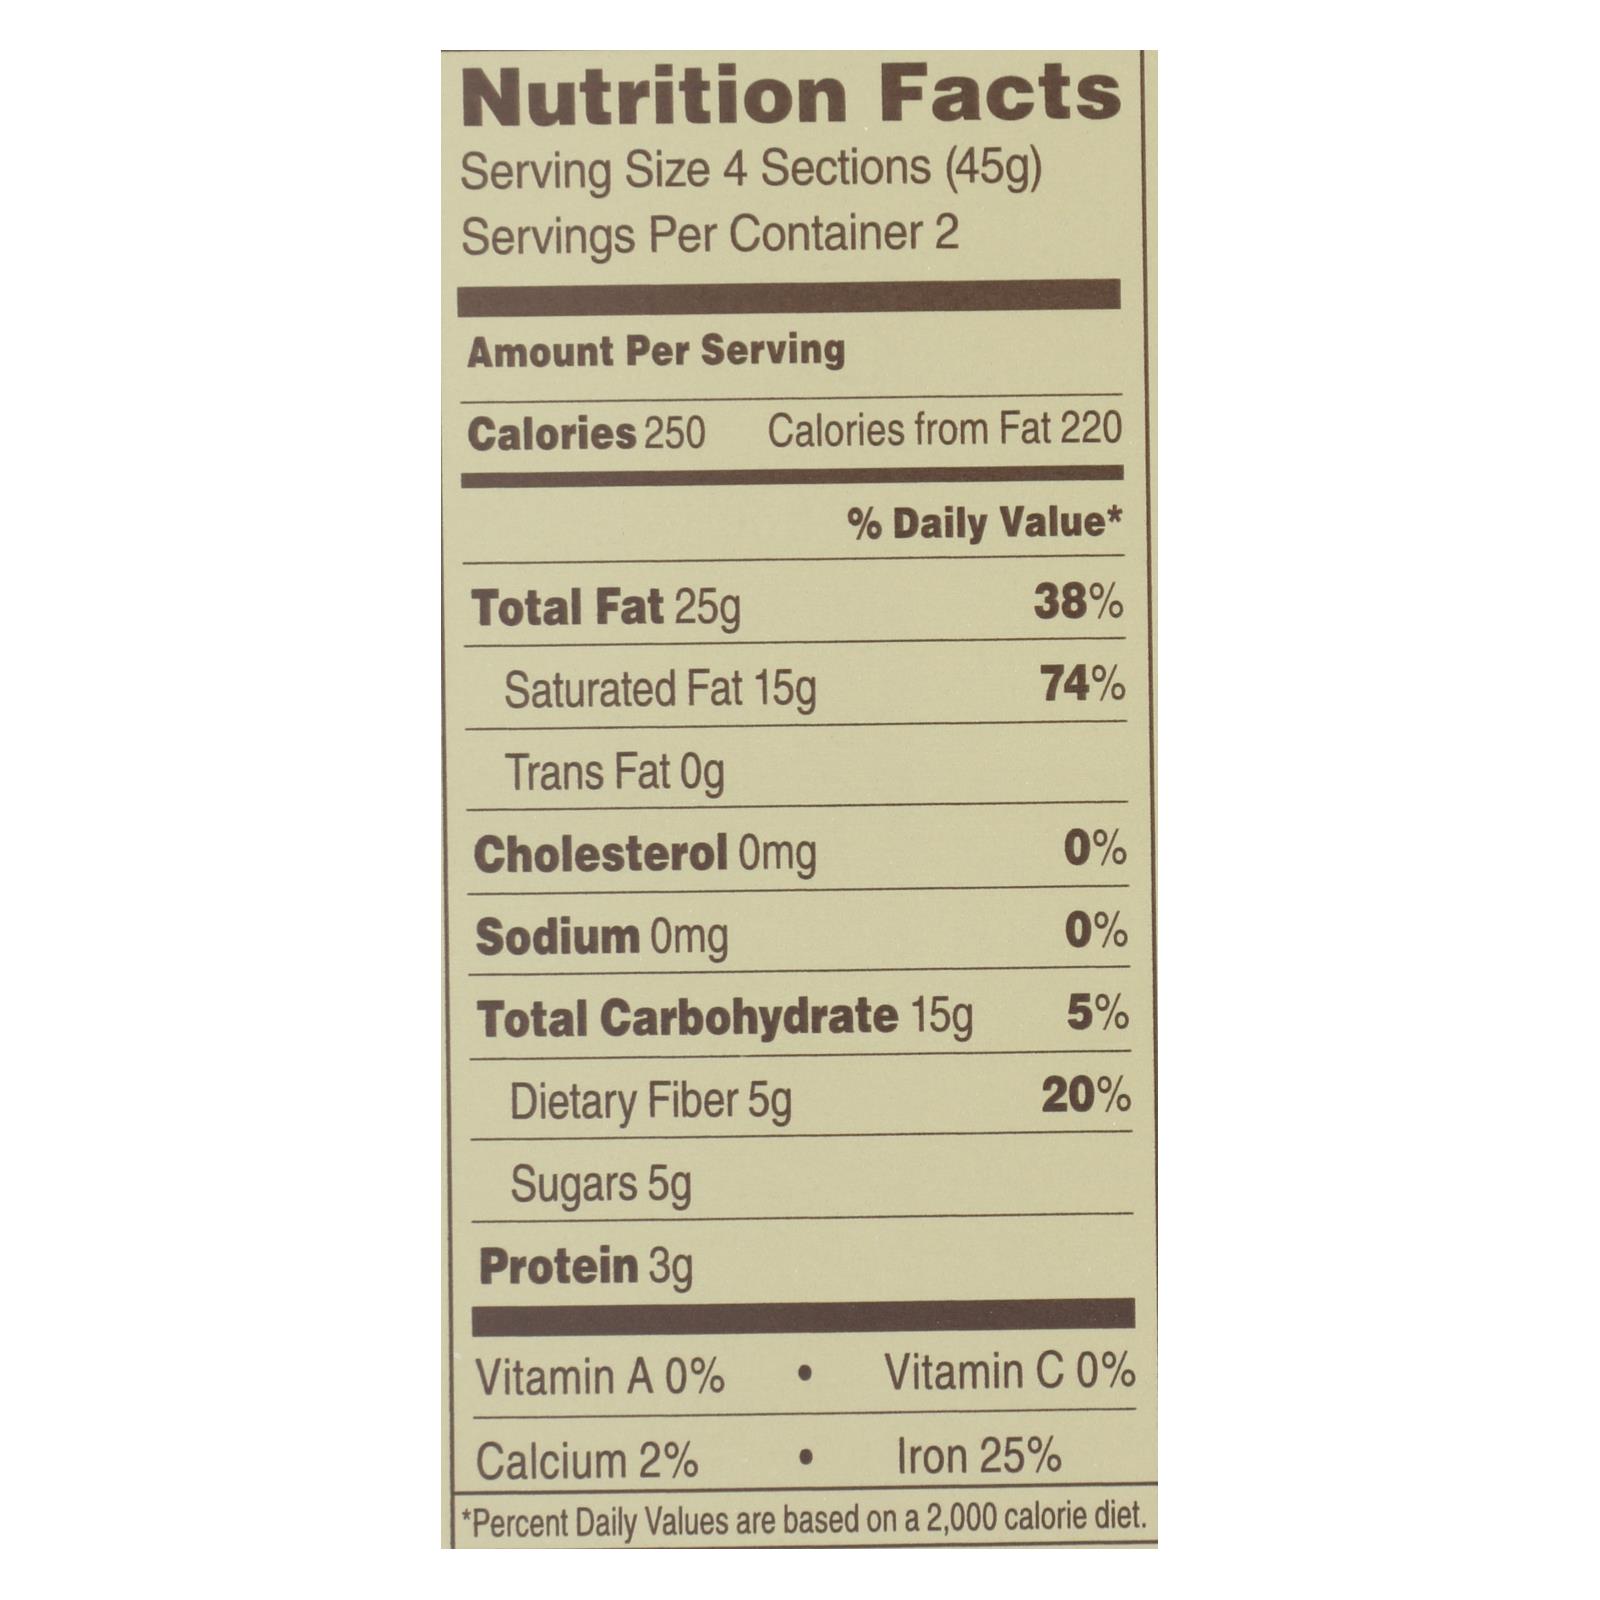 Nutrition Facts
Serving Size 4 Sections (45g)
Servings Per Container 2
Amount Per Serving
Calories 250 Calories from Fat 220
% Daily Value*
Total Fat 25g 38%
Saturated Fat 15g 74%
Trans Fat 0g
Cholesterol 0mg 0%
Sodium 0mg 0%
Total Carbohydrate 15g 5%
Dietary Fiber 5g 20%
Sugars 5g
Protein 3g
Vitamin A 0% • Vitamin C 0%
Calcium 2% • Iron 25%
*Percent Daily Values are based on a 2,000 calorie diet.